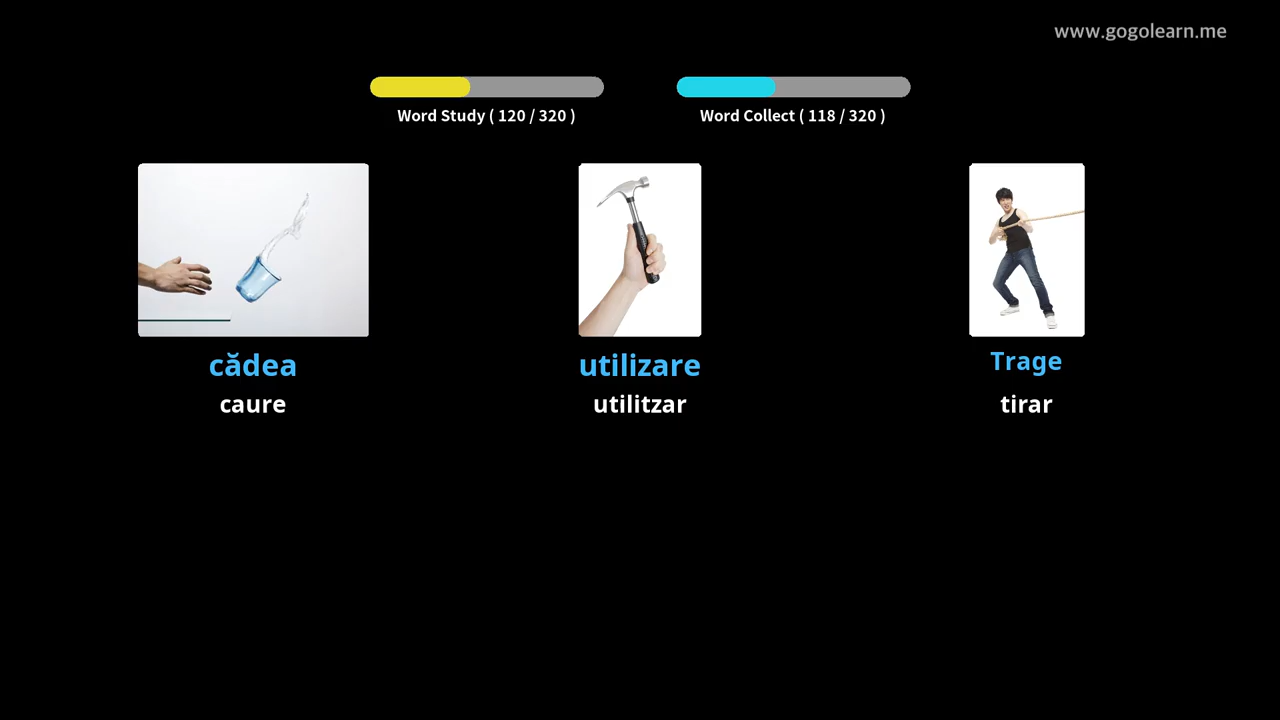 www.gogolearn.me
Word Study ( 120 / 320 )
Word Collect ( 118 / 320 )
cădea
caure
utilizare
utilitzar
Trage
tirar